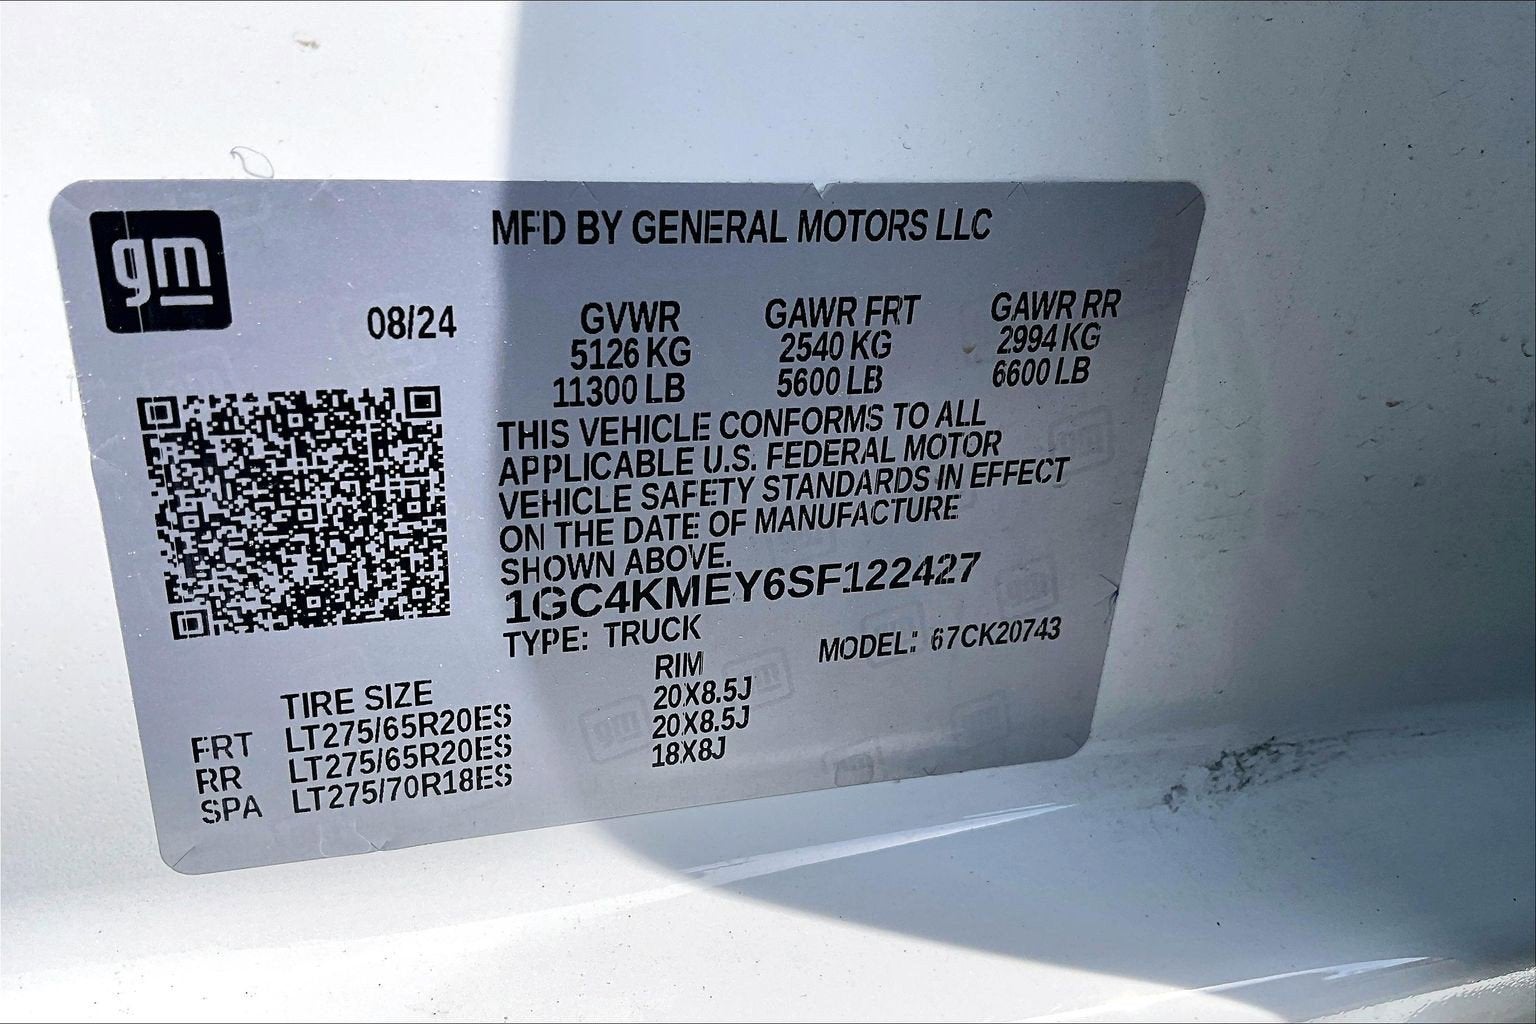 gm
MFD BY GENERAL MOTORS LLC
08/24 GVWR GAWR FRT GAWR RR
5126 KG 2540 KG 2994 KG
11300 LB 5600 LB 6600 LB
THIS VEHICLE CONFORMS TO ALL
APPLICABLE U.S. FEDERAL MOTOR
VEHICLE SAFETY STANDARDS IN EFFECT
ON THE DATE OF MANUFACTURE
SHOWN ABOVE.
1GC4KMEY6SF122427
TYPE: TRUCK MODEL: 67CK20743
TIRE SIZE RIM
FRT LT275/65R20ES 20X8.5J
RR LT275/65R20ES 20X8.5J
SPA LT275/70R18ES 18X8J